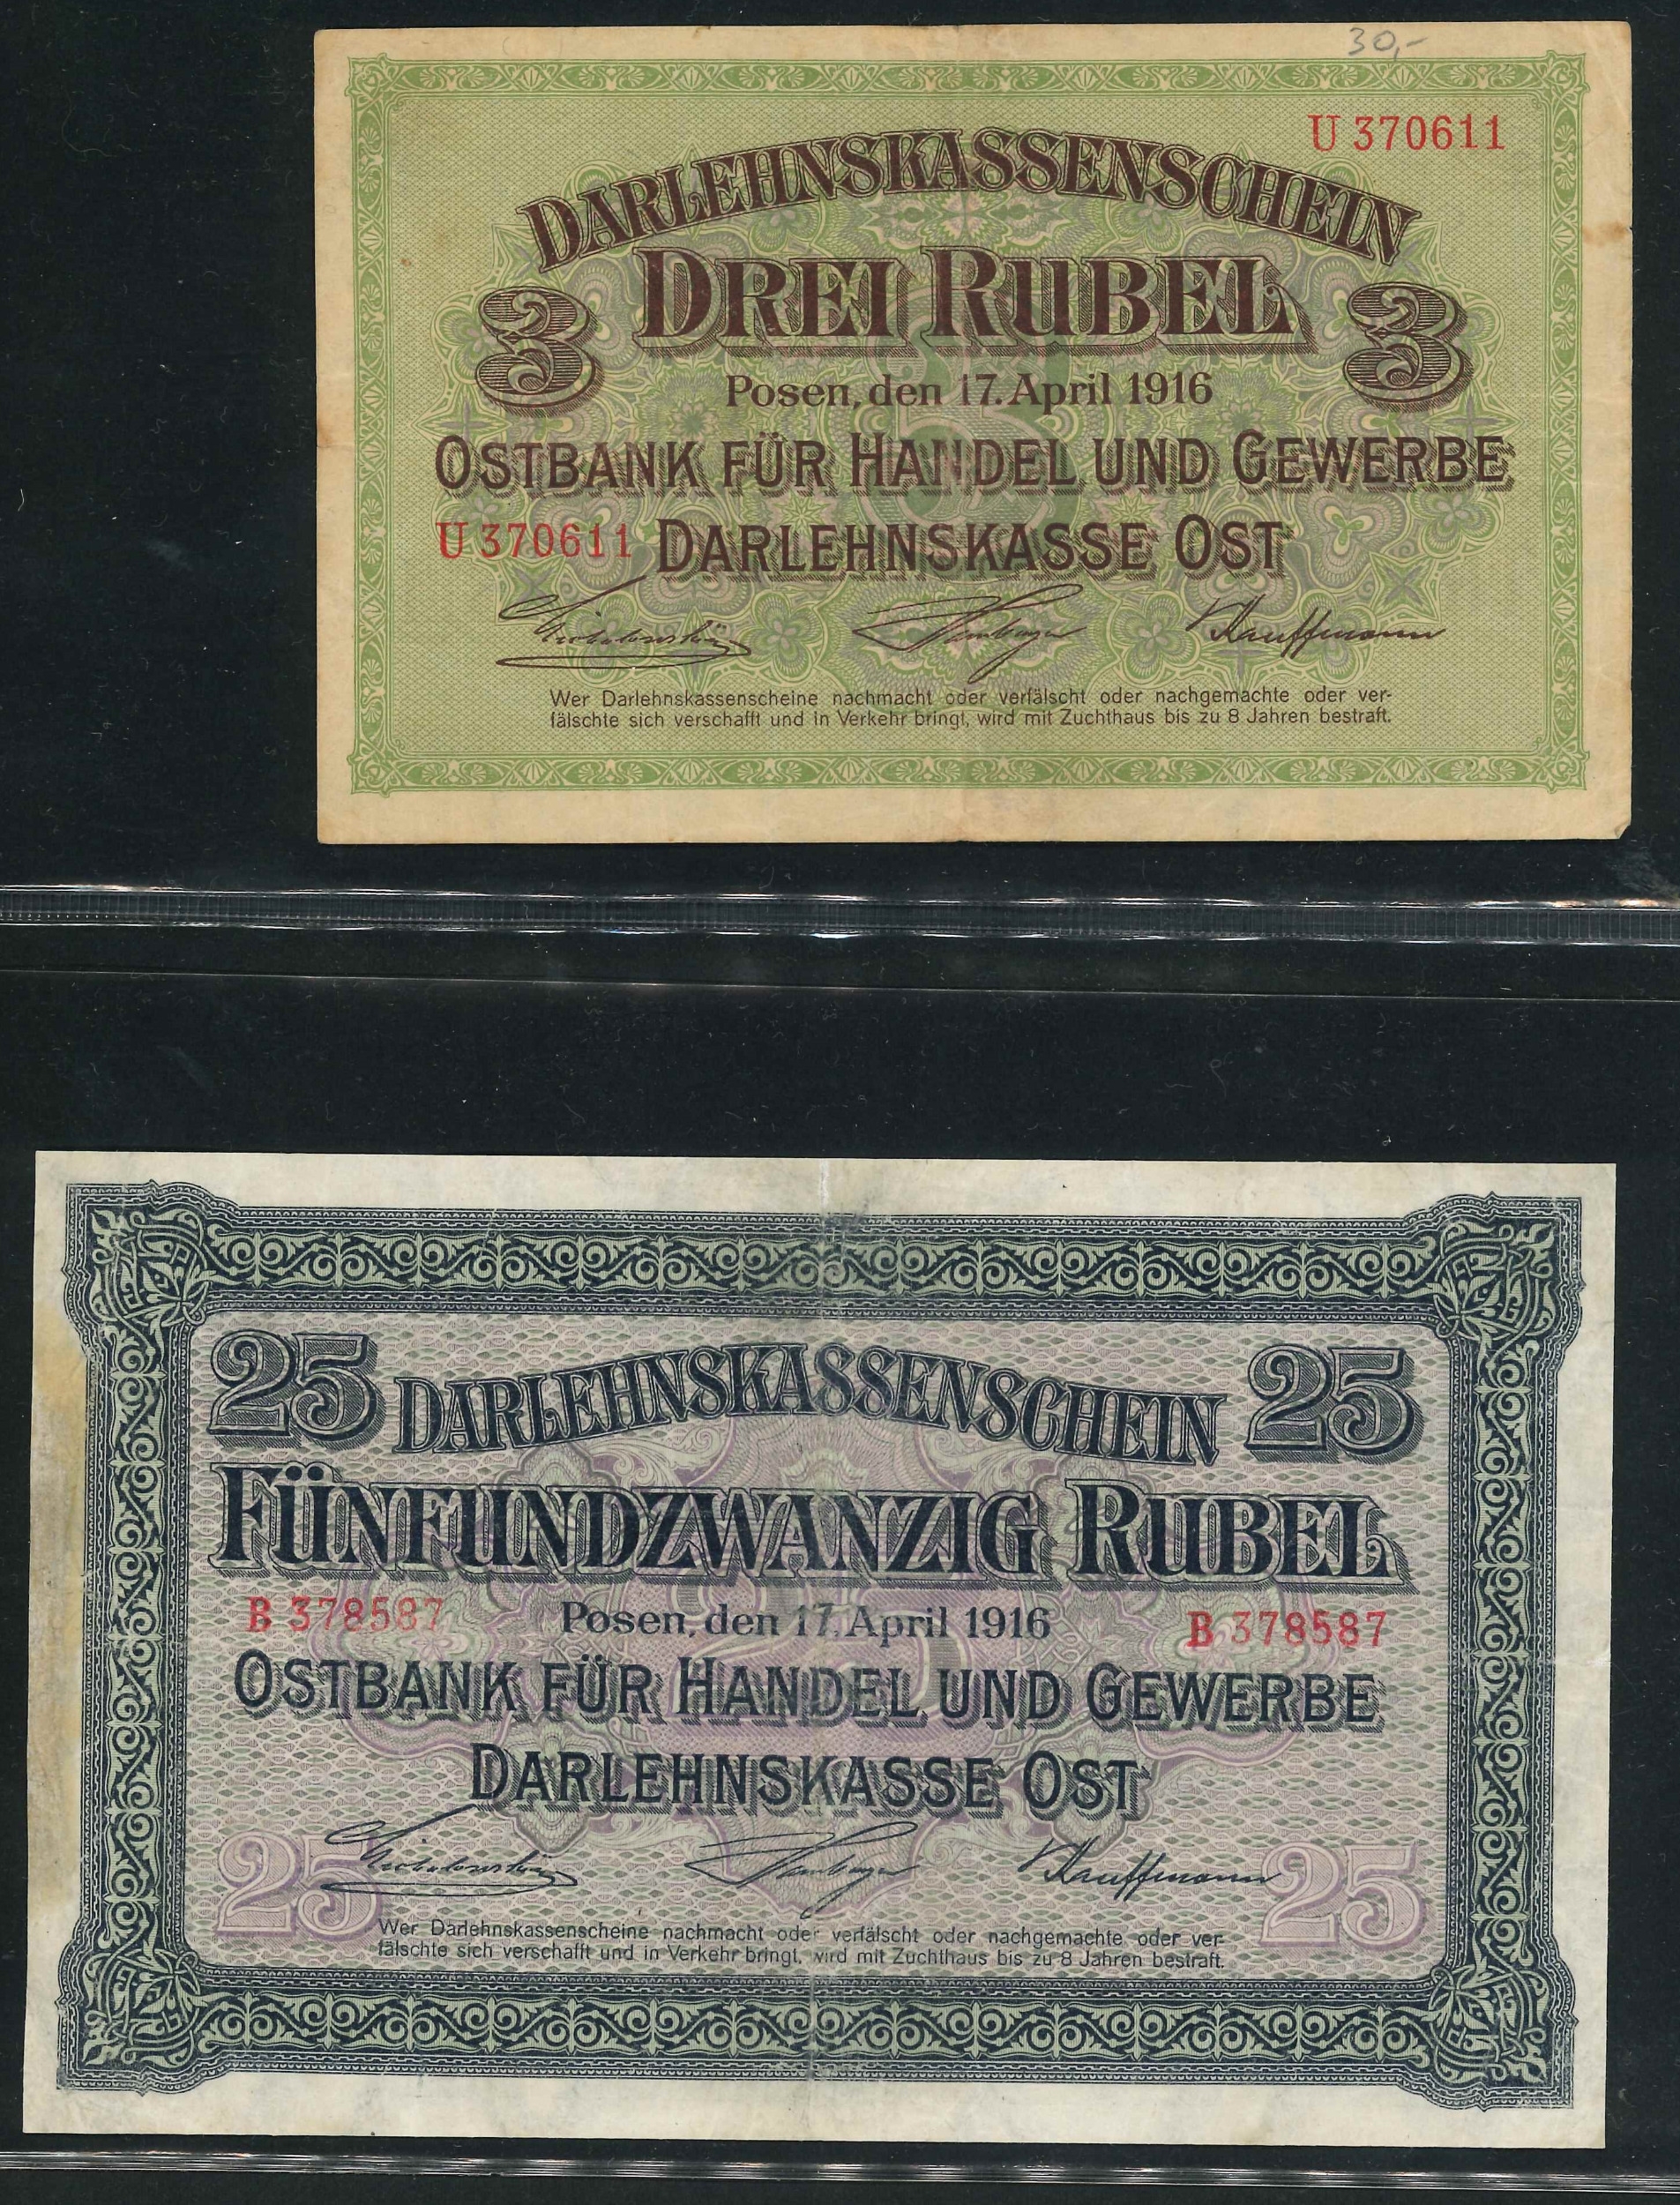 30,-
U 370611
DARLEHNSKASSENSCHEIN
3 DREI RUBEL 3
Posen, den 17. April 1916
OSTBANK FÜR HANDEL UND GEWERBE
U 370611 DARLEHNSKASSE OST
Kauffmann
Wer Darlehnskassenscheine nachmacht oder verfälscht oder nachgemachte oder ver-
fälschte sich verschafft und in Verkehr bringt, wird mit Zuchthaus bis zu 8 Jahren bestraft.
25 DARLEHNSKASSENSCHEIN 25
FÜNFUNDZWANZIG RUBEL
B 378587 Posen, den 17. April 1916 B 378587
OSTBANK FÜR HANDEL UND GEWERBE
DARLEHNSKASSE OST
25 Kauffmann 25
Wer Darlehnskassenscheine nachmacht oder verfälscht oder nachgemachte oder ver-
fälschte sich verschafft und in Verkehr bringt, wird mit Zuchthaus bis zu 8 Jahren bestraft.